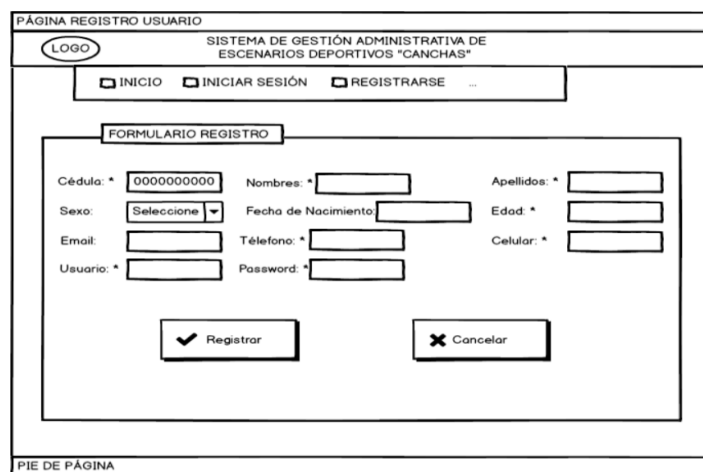 PÁGINA REGISTRO USUARIO
LOGO
SISTEMA DE GESTIÓN ADMINISTRATIVA DE
ESCENARIOS DEPORTIVOS "CANCHAS"
INICIO INICIAR SESIÓN REGISTRARSE ...
FORMULARIO REGISTRO
Cédula: * 0000000000 Nombres: * Apellidos: *
Sexo: Seleccione Fecha de Nacimiento: Edad: *
Email: Télefono: * Celular: *
Usuario: * Password: *
Registrar Cancelar
PIE DE PÁGINA